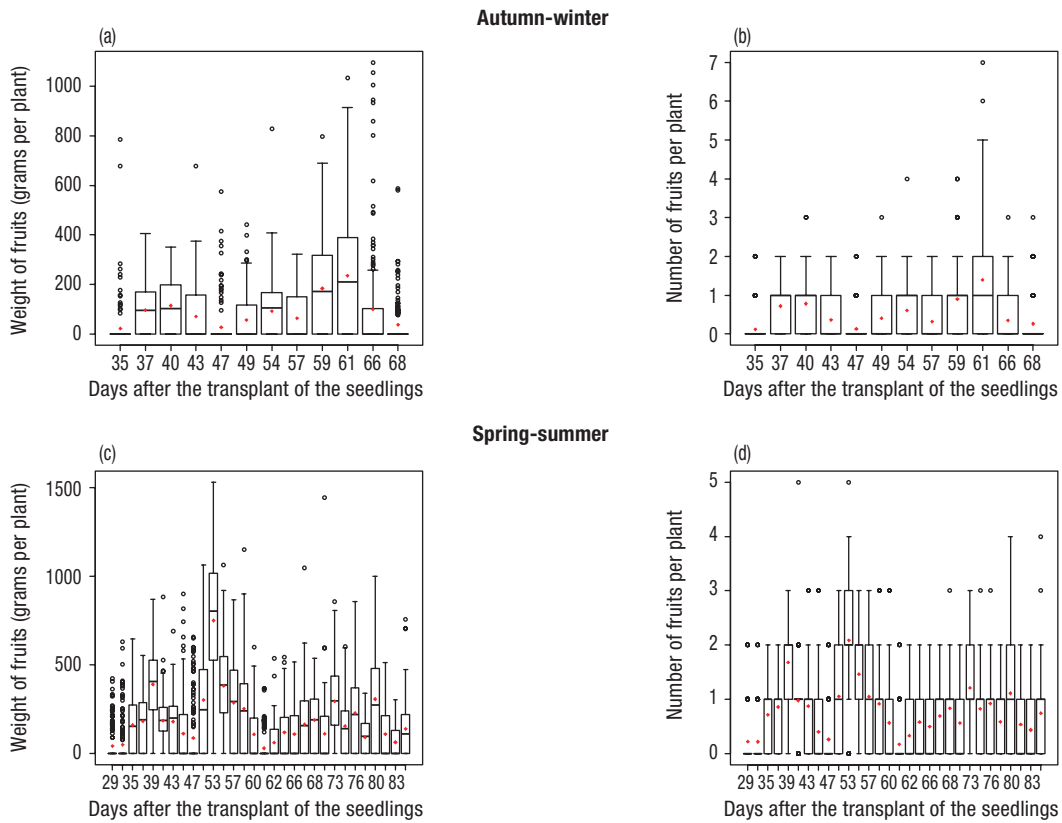 Autumn-winter
(a)
Weight of fruits (grams per plant)
1000
800
600
400
200
0
35 37 40 43 47 49 54 57 59 61 66 68
Days after the transplant of the seedlings
(b)
Number of fruits per plant
7
6
5
4
3
2
1
0
35 37 40 43 47 49 54 57 59 61 66 68
Days after the transplant of the seedlings
Spring-summer
(c)
Weight of fruits (grams per plant)
1500
1000
500
0
29 35 39 43 47 53 57 60 62 66 68 73 76 80 83
Days after the transplant of the seedlings
(d)
Number of fruits per plant
5
4
3
2
1
0
29 35 39 43 47 53 57 60 62 66 68 73 76 80 83
Days after the transplant of the seedlings